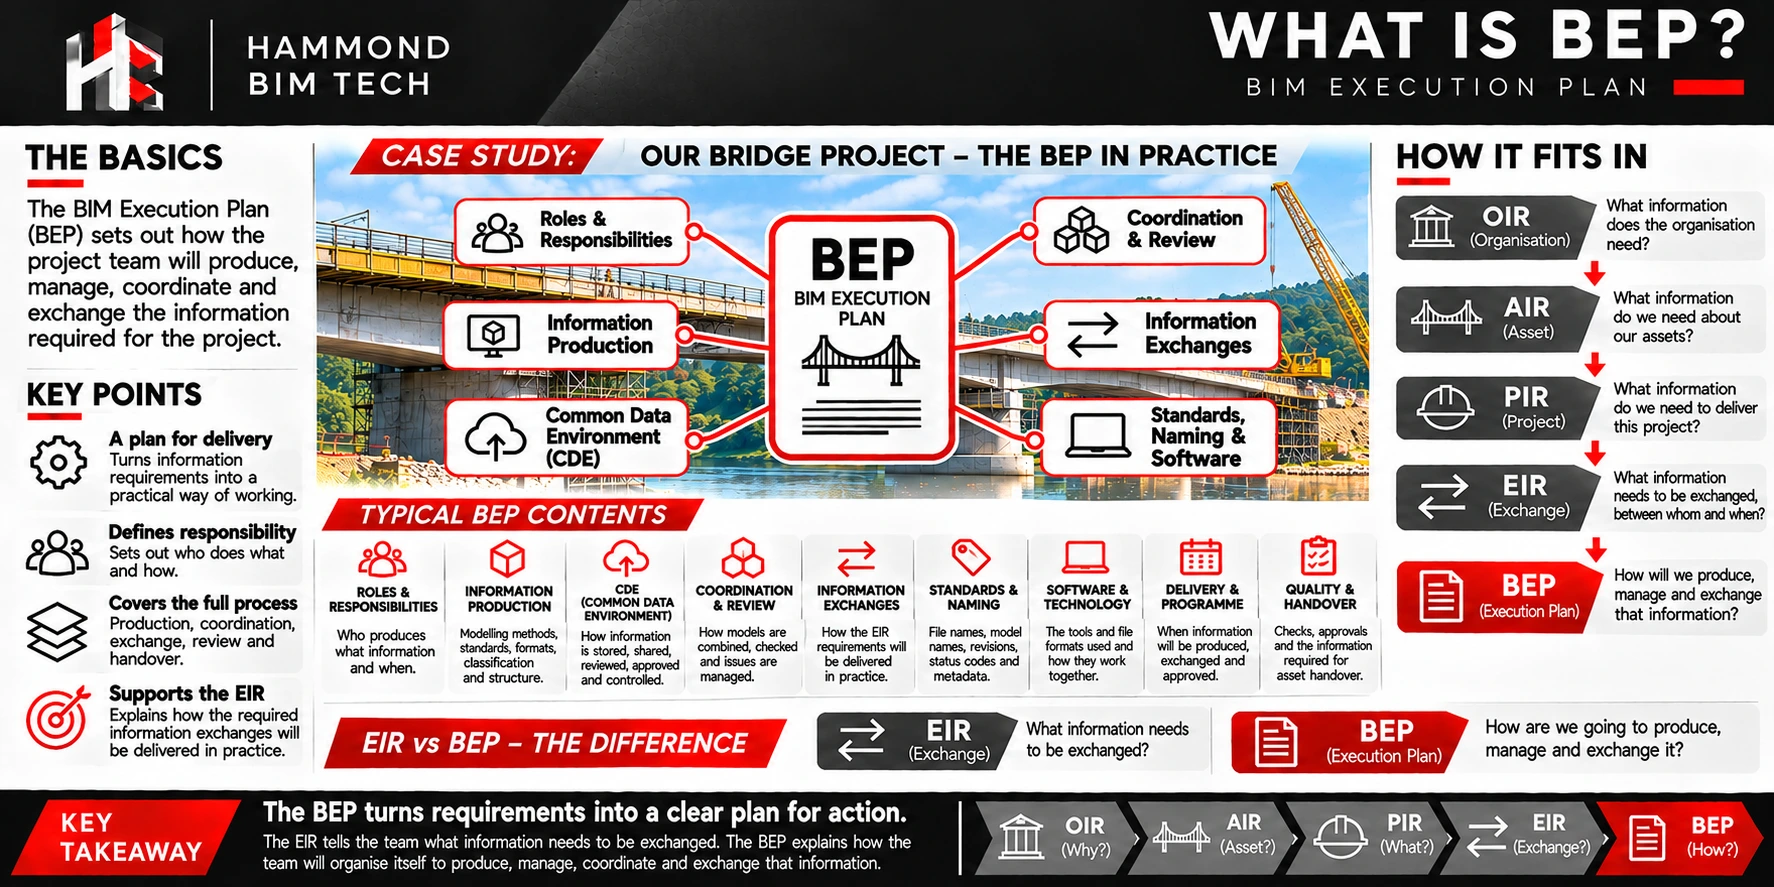 HAMMOND
BIM TECH
WHAT IS BEP?
BIM EXECUTION PLAN
THE BASICS
The BIM Execution Plan
(BEP) sets out how the
project team will produce,
manage, coordinate and
exchange the information
required for the project.
KEY POINTS
A plan for delivery
Turns information
requirements into a
practical way of working.
Defines responsibility
Sets out who does what
and how.
Covers the full process
Production, coordination,
exchange, review and
handover.
Supports the EIR
Explains how the required
information exchanges will
be delivered in practice.
CASE STUDY:
OUR BRIDGE PROJECT – THE BEP IN PRACTICE
Roles &
Responsibilities
Information
Production
Common Data
Environment
(CDE)
BEP
BIM EXECUTION
PLAN
Coordination
& Review
Information
Exchanges
Standards,
Naming &
Software
TYPICAL BEP CONTENTS
ROLES &
RESPONSIBILITIES
Who produces
what information
and when.
INFORMATION
PRODUCTION
Modelling methods,
standards, formats,
classification
and structure.
CDE
(COMMON DATA
ENVIRONMENT)
How information
is stored, shared,
reviewed, approved
and controlled.
COORDINATION
& REVIEW
How models are
combined, checked
and issues are
managed.
INFORMATION
EXCHANGES
How the EIR
requirements will
be delivered
in practice.
STANDARDS &
NAMING
File names, model
names, revisions,
status codes and
metadata.
SOFTWARE &
TECHNOLOGY
The tools and file
formats used and
how they work
together.
DELIVERY &
PROGRAMME
When information
will be produced,
exchanged and
approved.
QUALITY &
HANDOVER
Checks, approvals
and the information
required for
asset handover.
EIR vs BEP – THE DIFFERENCE
EIR
(Exchange)
What information needs
to be exchanged?
BEP
(Execution Plan)
How are we going to produce,
manage and exchange it?
HOW IT FITS IN
OIR
(Organisation)
What information
does the organisation
need?
AIR
(Asset)
What information
do we need about
our assets?
PIR
(Project)
What information
do we need to deliver
this project?
EIR
(Exchange)
What information
needs to be exchanged,
between whom and when?
BEP
(Execution Plan)
How will we produce,
manage and exchange
that information?
KEY
TAKEAWAY
The BEP turns requirements into a clear plan for action.
The EIR tells the team what information needs to be exchanged. The BEP explains how the
team will organise itself to produce, manage, coordinate and exchange that information.
OIR
(Why?)
AIR
(Asset?)
PIR
(What?)
EIR
(Exchange?)
BEP
(How?)